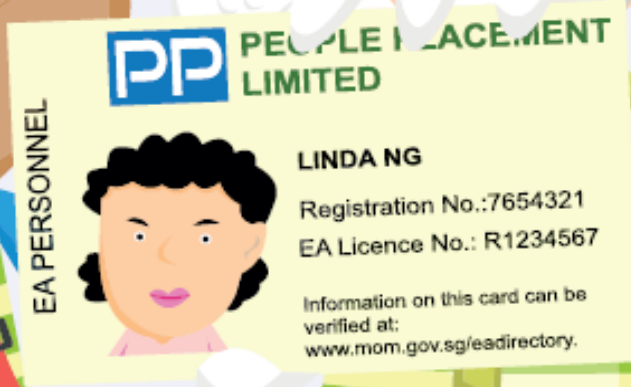 EA PERSONNEL
PP
PEOPLE PLACEMENT
LIMITED
LINDA NG
Registration No.:7654321
EA Licence No.: R1234567
Information on this card can be
verified at:
www.mom.gov.sg/eadirectory.